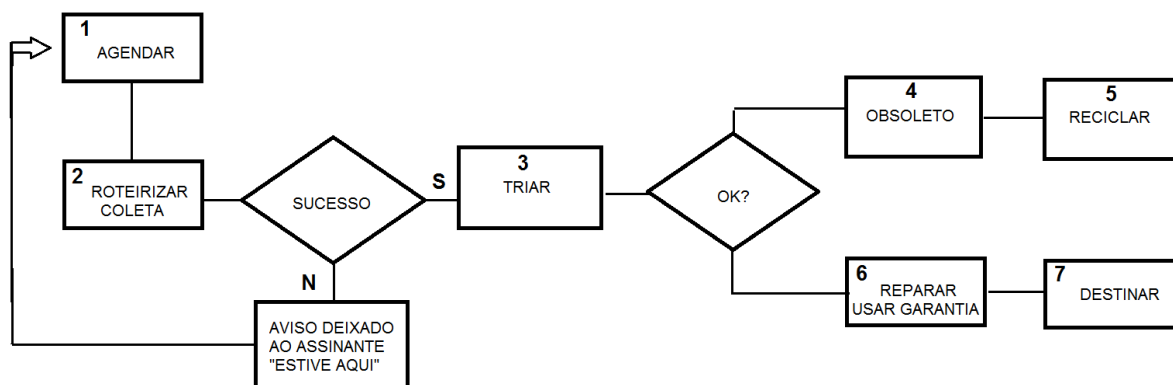 1
AGENDAR
2
ROTEIRIZAR
COLETA
SUCESSO
S
N
AVISO DEIXADO
AO ASSINANTE
"ESTIVE AQUI"
3
TRIAR
OK?
4
OBSOLETO
5
RECICLAR
6
REPARAR
USAR GARANTIA
7
DESTINAR